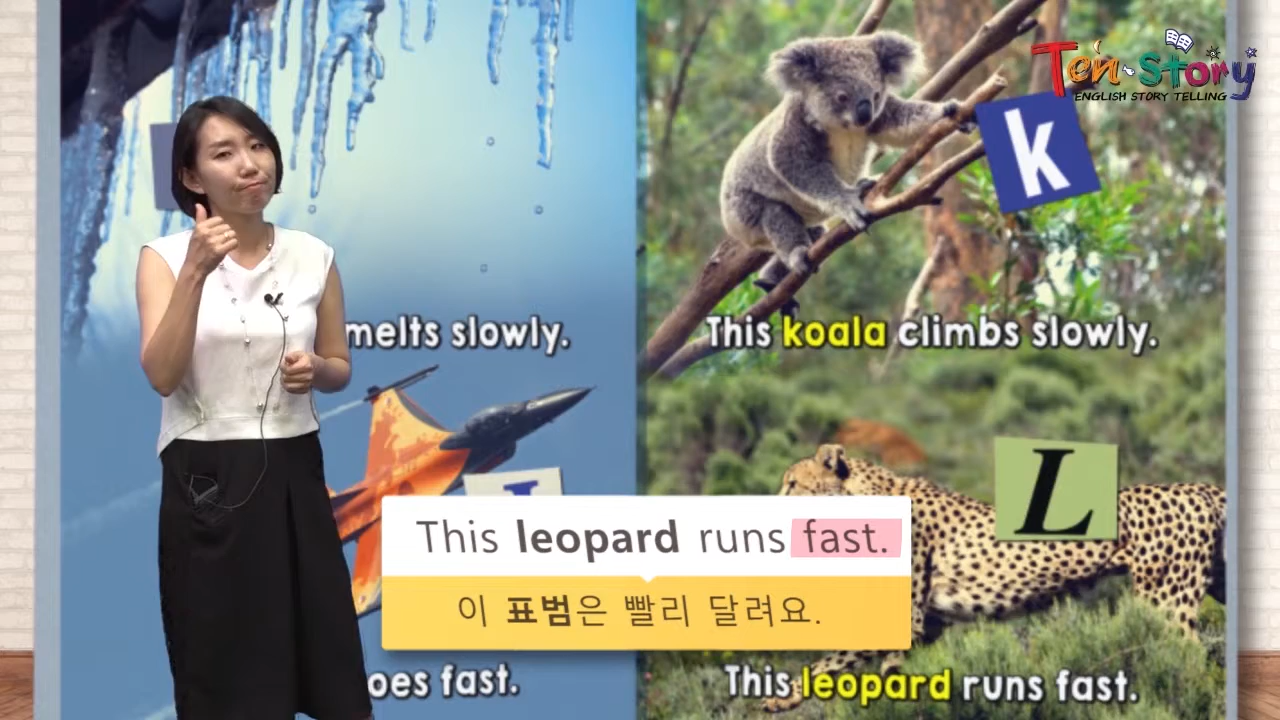 Ten Story
ENGLISH STORY TELLING
k
melts slowly.
This koala climbs slowly.
L
This leopard runs fast.
이 표범은 빨리 달려요.
oes fast.
This leopard runs fast.